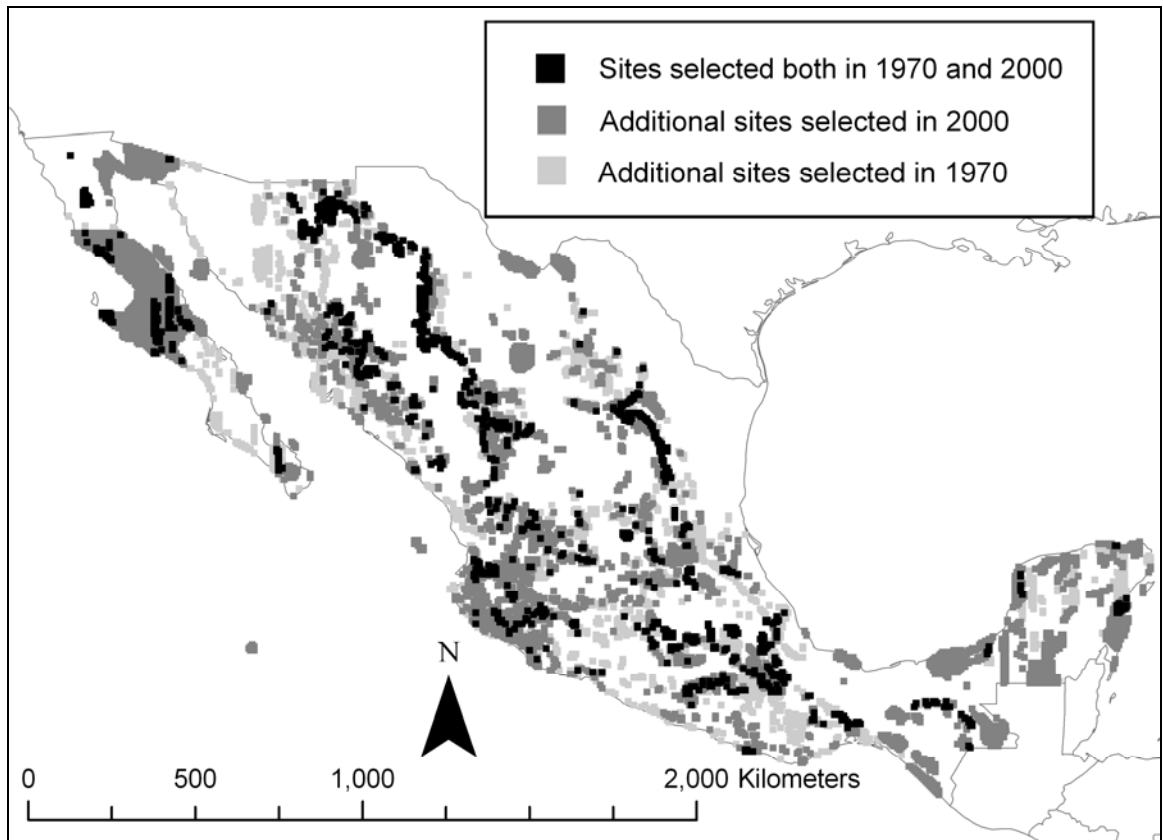 Sites selected both in 1970 and 2000
Additional sites selected in 2000
Additional sites selected in 1970
N
0 500 1,000 2,000 Kilometers